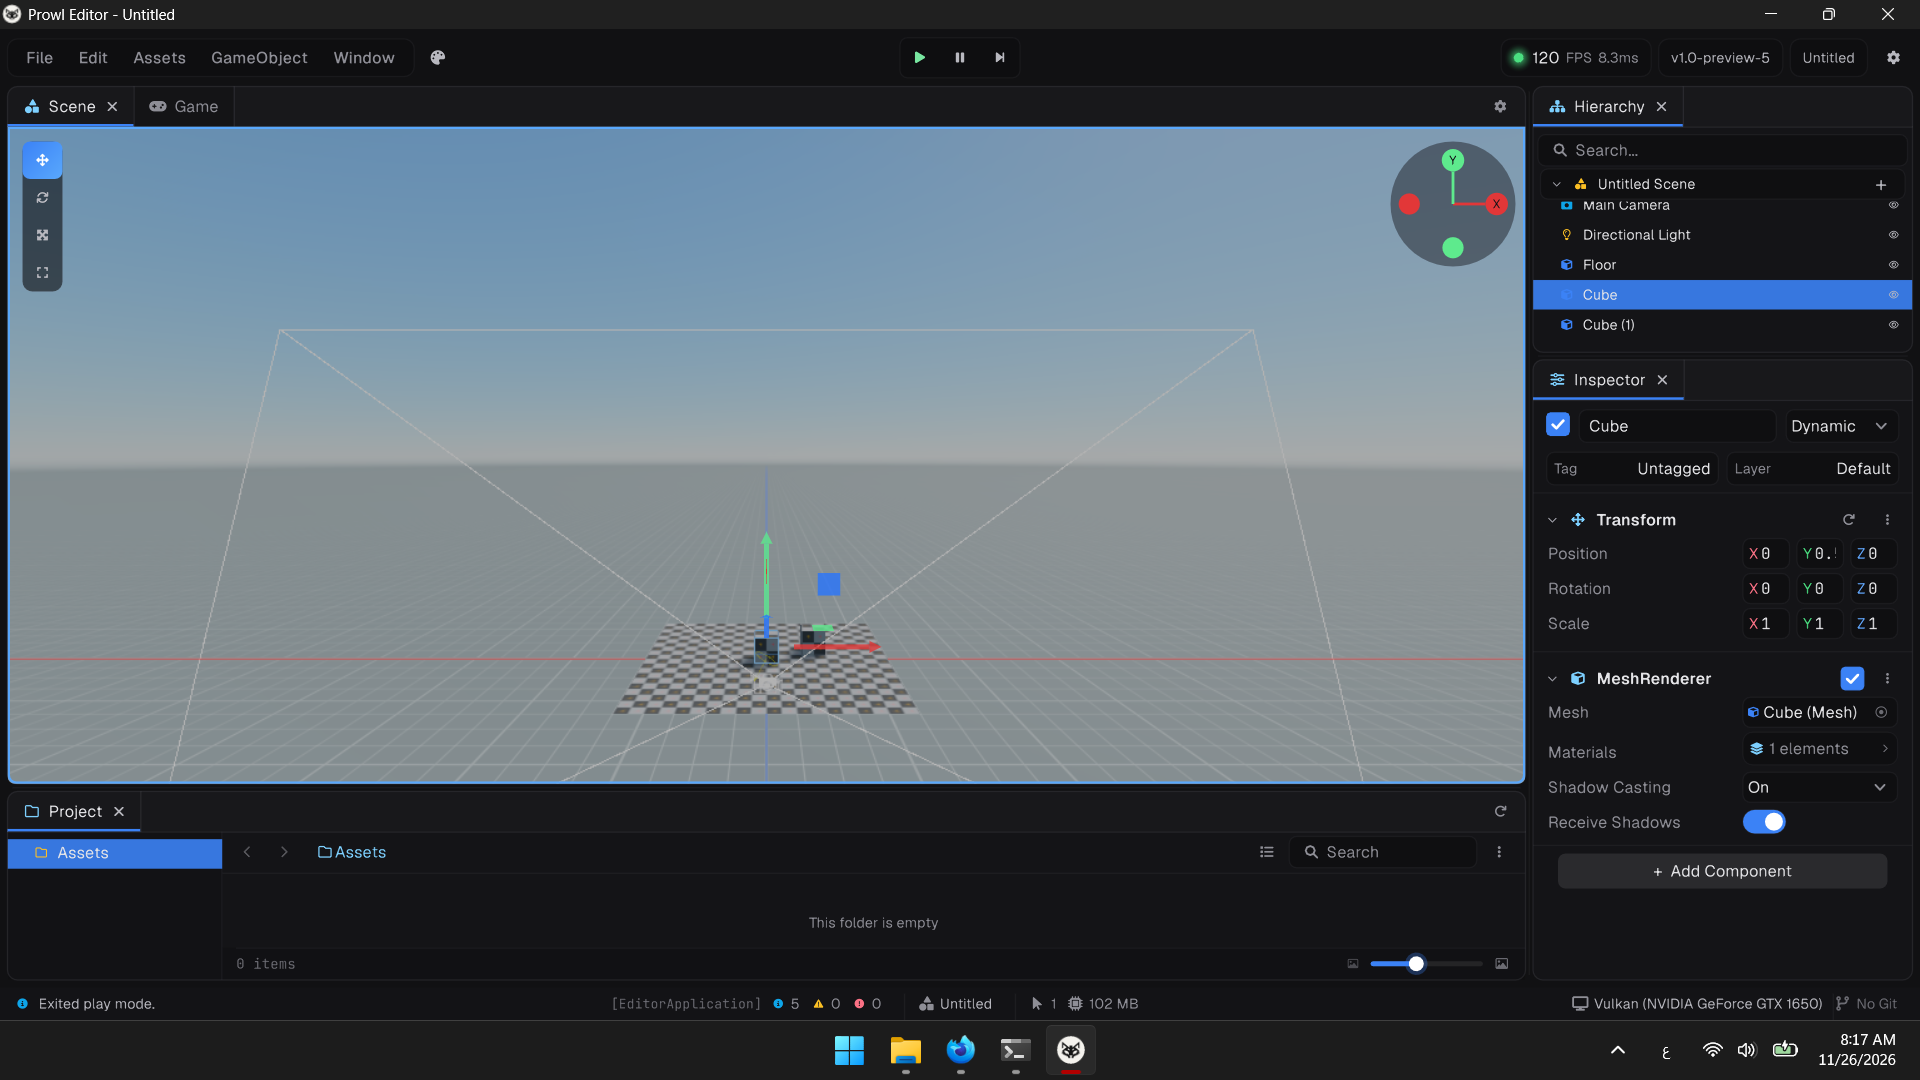 Prowl Editor - Untitled
File Edit Assets GameObject Window
120 FPS 8.3ms
v1.0-preview-5
Untitled
Scene
Game
Y
X
Hierarchy
Search...
Untitled Scene
Main Camera
Directional Light
Floor
Cube
Cube (1)
Inspector
Cube
Dynamic
Tag Untagged
Layer Default
Transform
Position X 0 Y 0. Z 0
Rotation X 0 Y 0 Z 0
Scale X 1 Y 1 Z 1
MeshRenderer
Mesh Cube (Mesh)
Materials 1 elements
Shadow Casting On
Receive Shadows
+ Add Component
Project
Assets
Assets
Search
This folder is empty
0 items
Exited play mode.
[EditorApplication] 5 0 0
Untitled
1 102 MB
Vulkan (NVIDIA GeForce GTX 1650)
No Git
ع
8:17 AM
11/26/2026